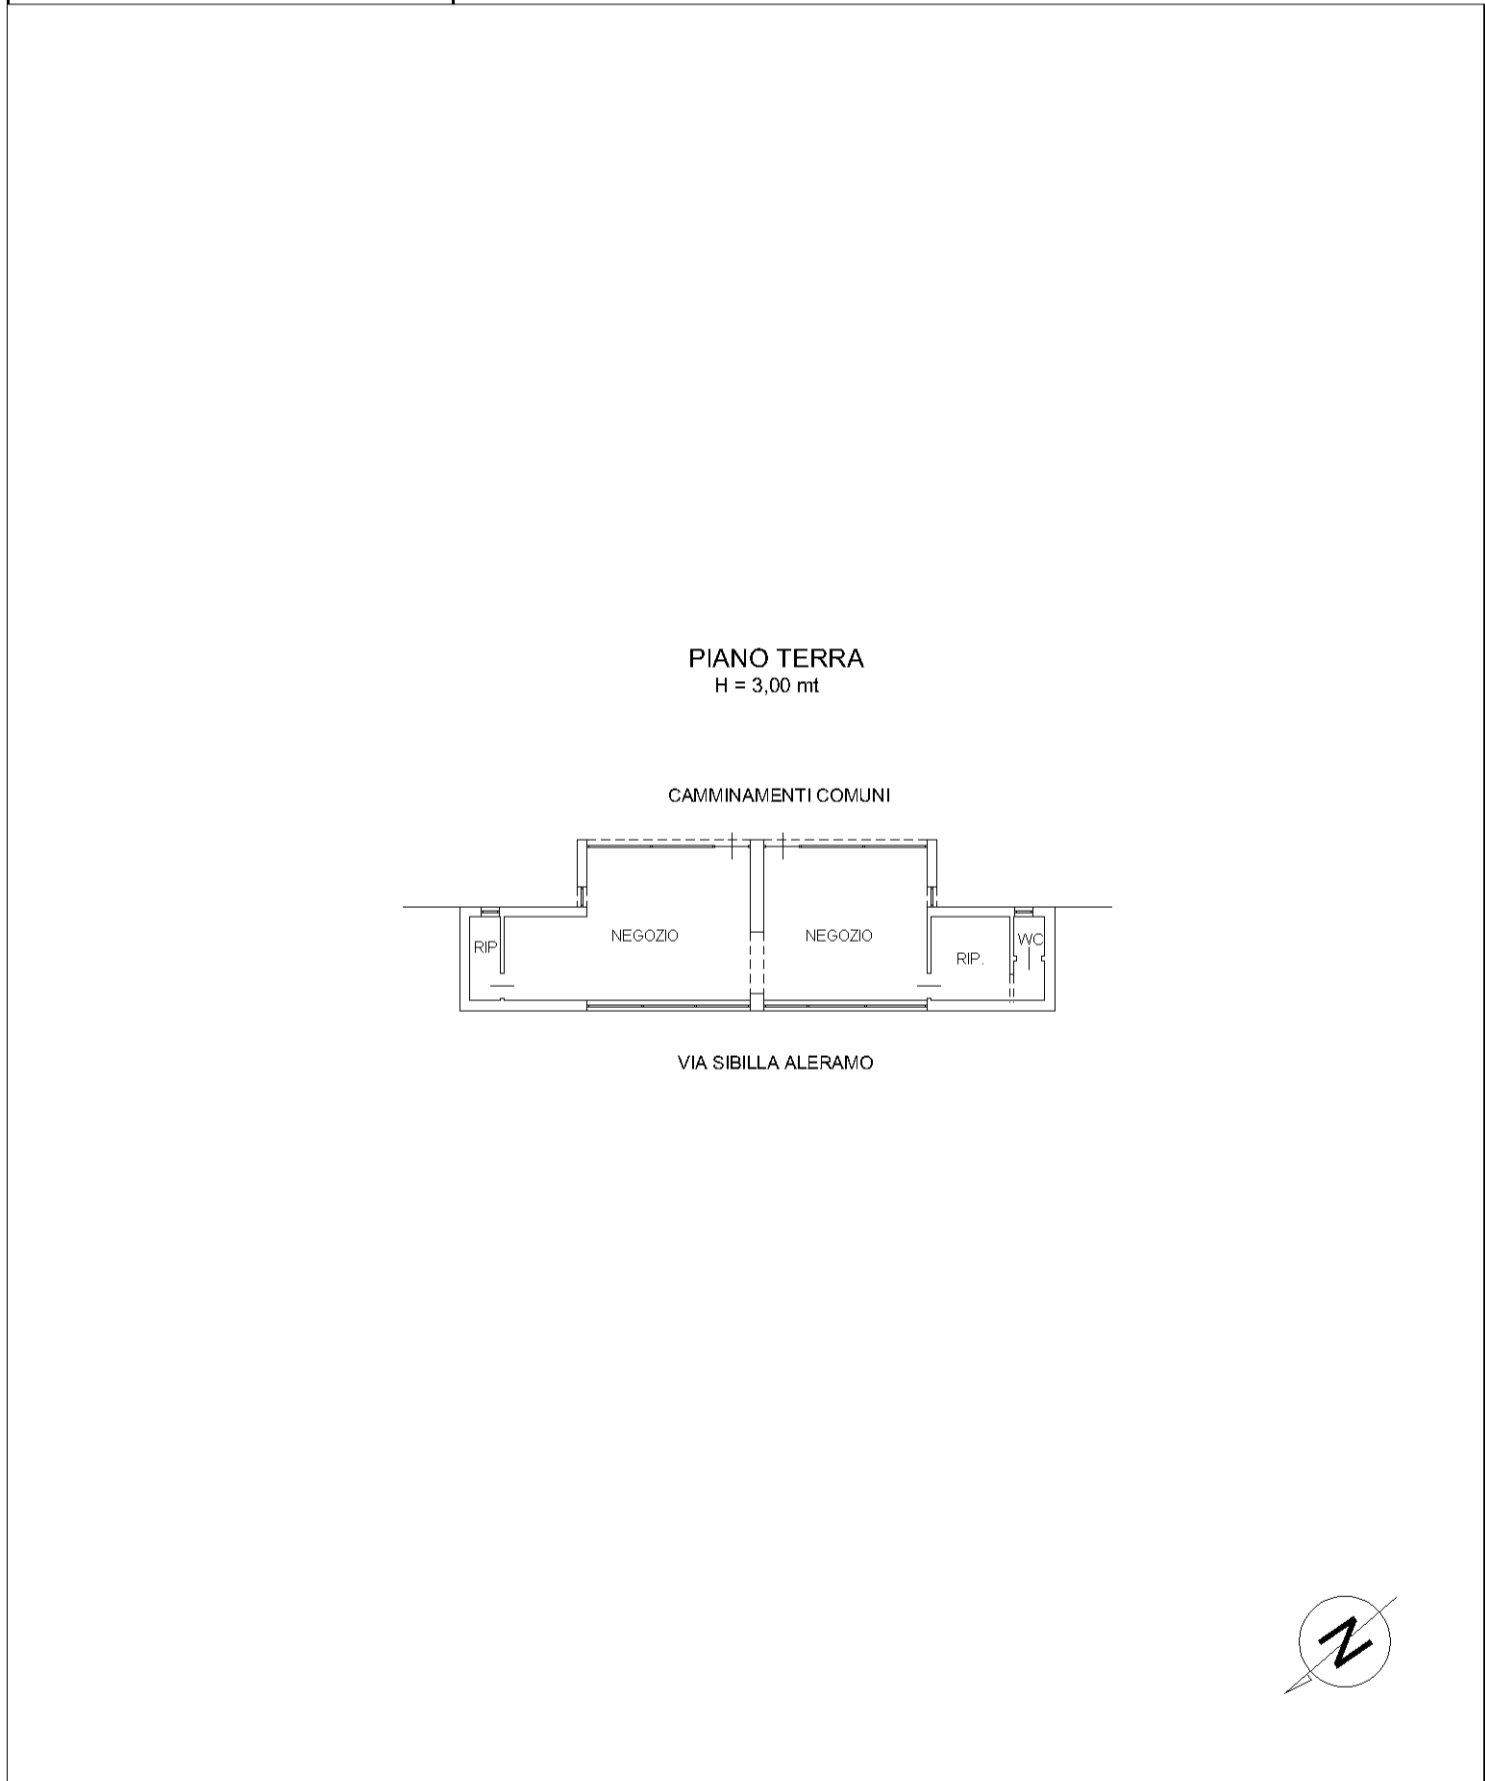 PIANO TERRA
H = 3,00 mt
CAMMINAMENTI COMUNI
NEGOZIO
NEGOZIO
RIP
RIP.
WC
VIA SIBILLA ALERAMO
N